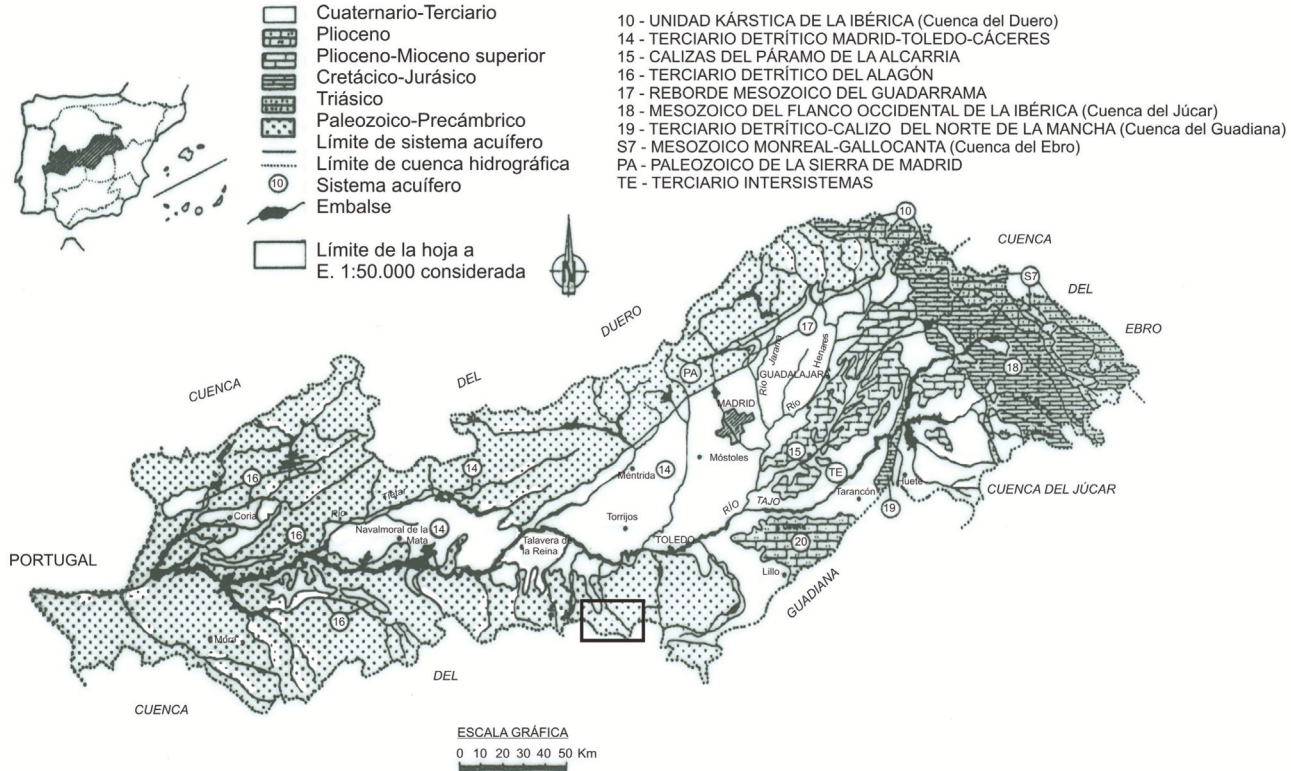 Cuaternario-Terciario
Plioceno
Plioceno-Mioceno superior
Cretácico-Jurásico
Triásico
Paleozoico-Precámbrico
Límite de sistema acuífero
Límite de cuenca hidrográfica
10
Sistema acuífero
Embalse
Límite de la hoja a
E. 1:50.000 considerada
N
10 - UNIDAD KÁRSTICA DE LA IBÉRICA (Cuenca del Duero)
14 - TERCIARIO DETRÍTICO MADRID-TOLEDO-CÁCERES
15 - CALIZAS DEL PÁRAMO DE LA ALCARRIA
16 - TERCIARIO DETRÍTICO DEL ALAGÓN
17 - REBORDE MESOZOICO DEL GUADARRAMA
18 - MESOZOICO DEL FLANCO OCCIDENTAL DE LA IBÉRICA (Cuenca del Júcar)
19 - TERCIARIO DETRÍTICO-CALIZO DEL NORTE DE LA MANCHA (Cuenca del Guadiana)
S7 - MESOZOICO MONREAL-GALLOCANTA (Cuenca del Ebro)
PA - PALEOZOICO DE LA SIERRA DE MADRID
TE - TERCIARIO INTERSISTEMAS
10
CUENCA
S7
DEL
EBRO
DUERO
17
Río Jarama
Río Henares
GUADALAJARA
18
PA
DEL
CUENCA
MADRID
Móstoles
15
TE
14
Méntrida
14
16
Tarancón
Huete
CUENCA DEL JÚCAR
19
Río Tiétar
Coria
RÍO TAJO
Torrijos
14
Navalmoral de la
Mata
16
Talavera de
la Reina
TOLEDO
20
Lillo
GUADIANA
PORTUGAL
16
DEL
CUENCA
ESCALA GRÁFICA
0 10 20 30 40 50 Km